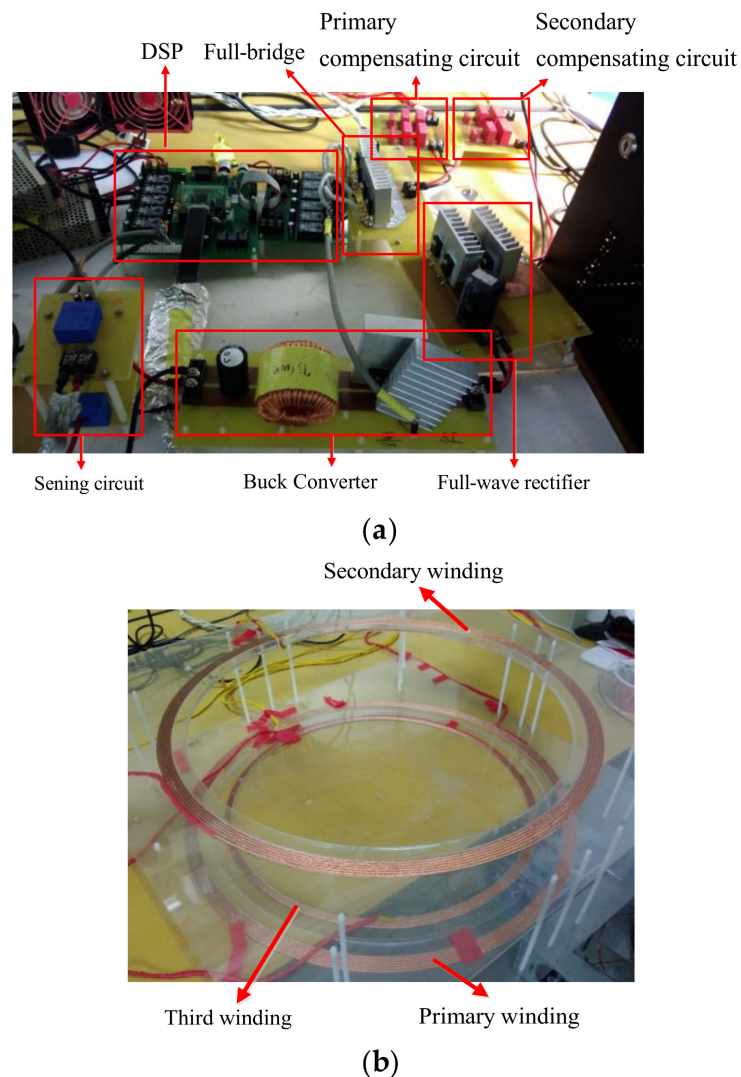 Primary
compensating circuit
Secondary
compensating circuit
DSP
Full-bridge
Sening circuit
Buck Converter
Full-wave rectifier
(a)
Secondary winding
Third winding
Primary winding
(b)